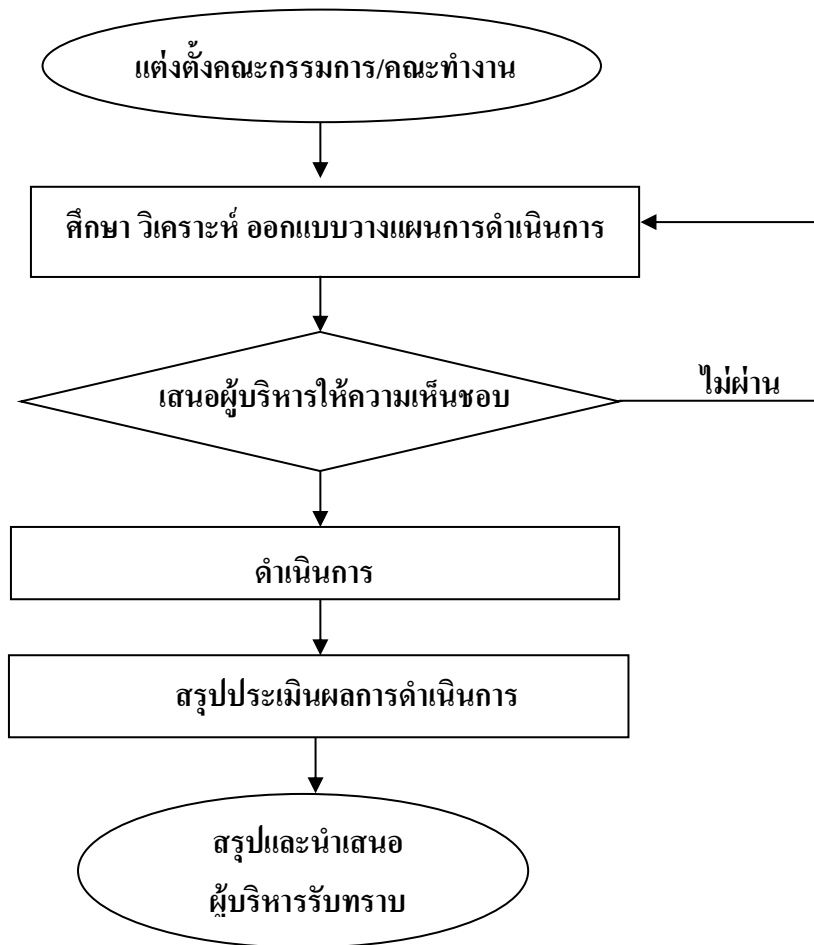 แต่งตั้งคณะกรรมการ/คณะทำงาน
ศึกษา วิเคราะห์ ออกแบบวางแผนการดำเนินการ
เสนอผู้บริหารให้ความเห็นชอบ
ไม่ผ่าน
ดำเนินการ
สรุปประเมินผลการดำเนินการ
สรุปและนำเสนอ
ผู้บริหารรับทราบ